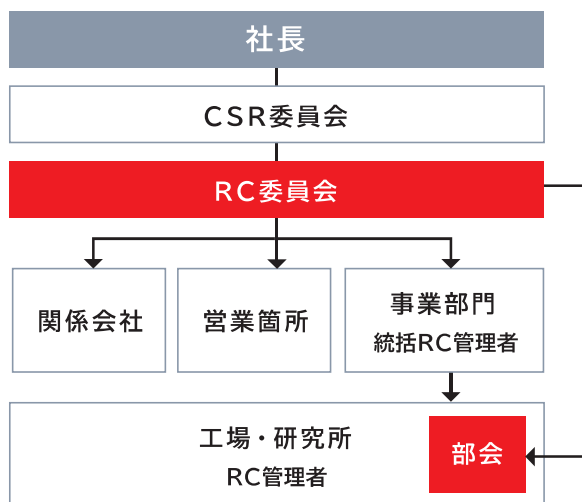 社長
CSR委員会
RC委員会
関係会社
営業箇所
事業部門
統括RC管理者
工場・研究所
RC管理者
部会